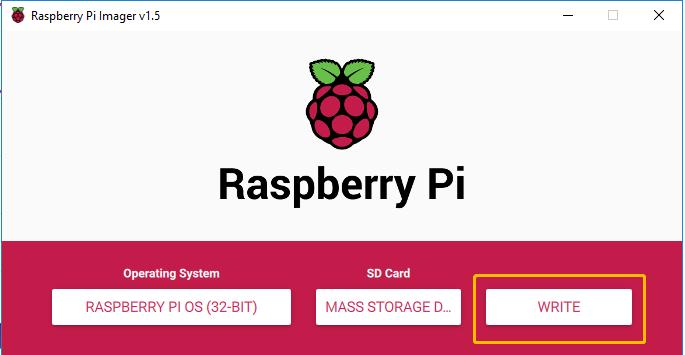 Raspberry Pi Imager v1.5
Raspberry Pi
Operating System
SD Card
RASPBERRY PI OS (32-BIT)
MASS STORAGE D...
WRITE